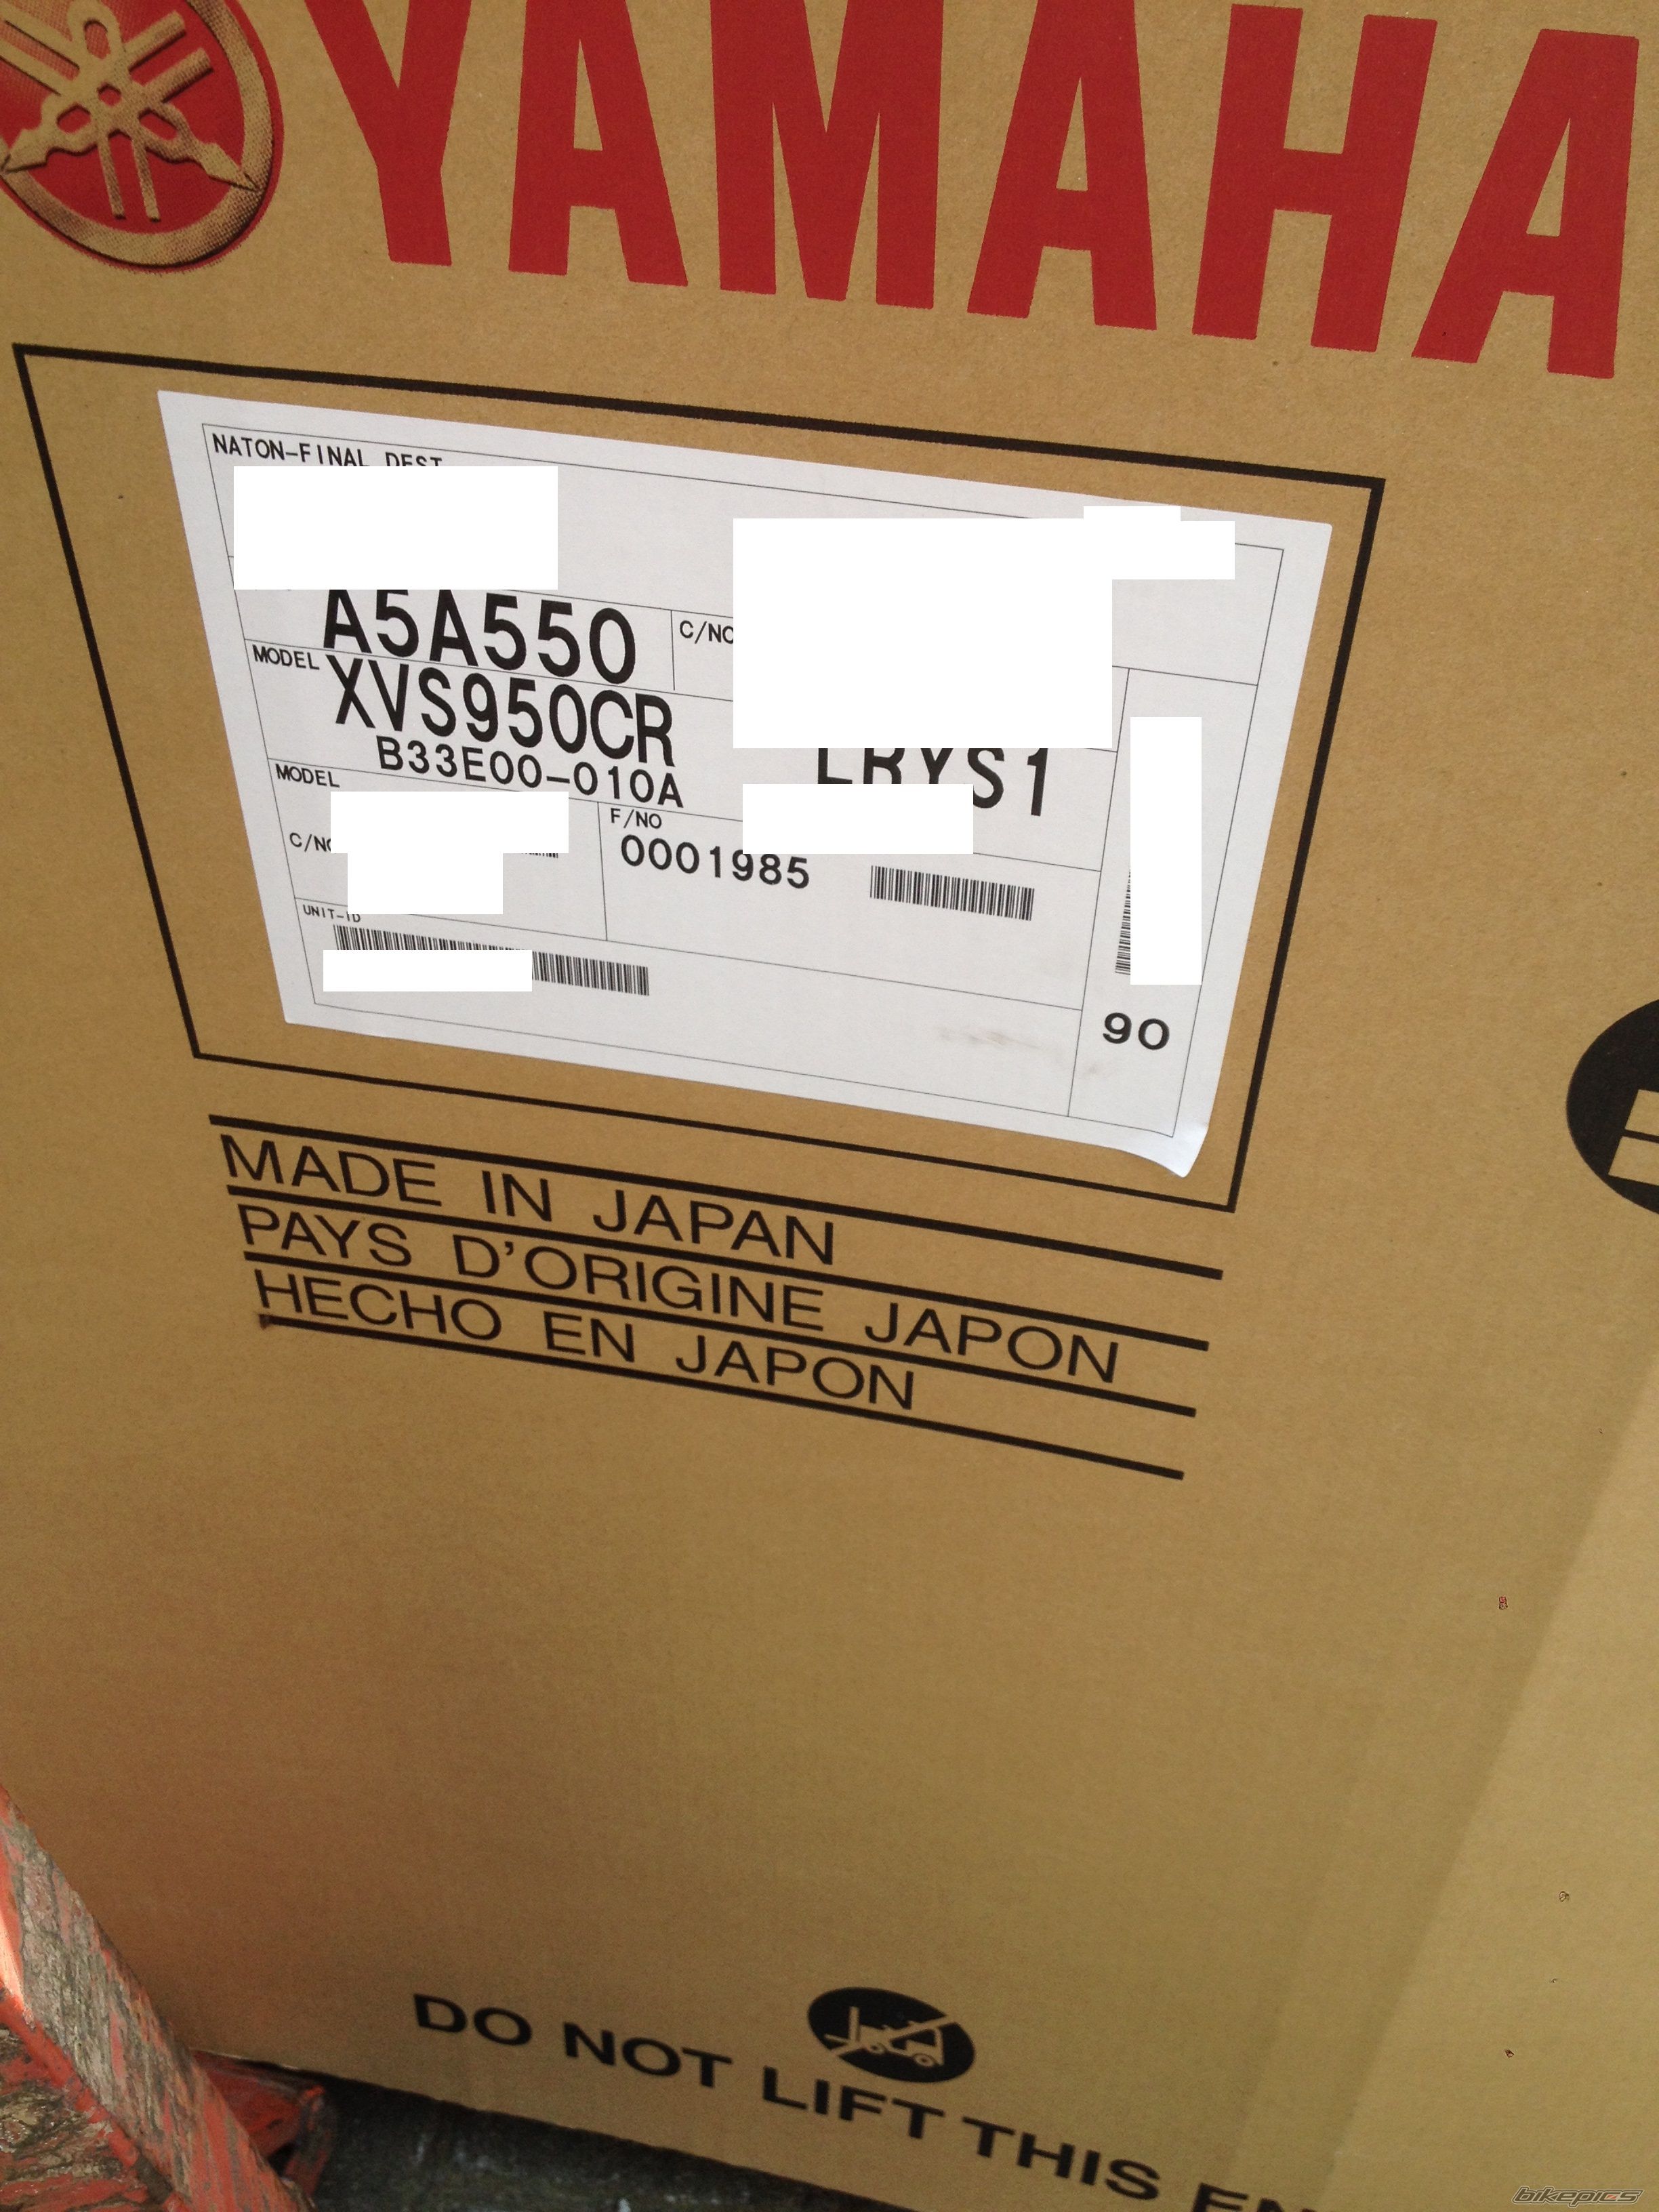 YAMAHA
NATON-FINAL DEST
A5A550
C/NO
MODEL
XVS950CR
B33E00-010A
LRYS1
MODEL
F/NO
0001985
C/NO
UNIT-ID
90
MADE IN JAPAN
PAYS D'ORIGINE JAPON
HECHO EN JAPON
DO NOT LIFT THIS
bikepics